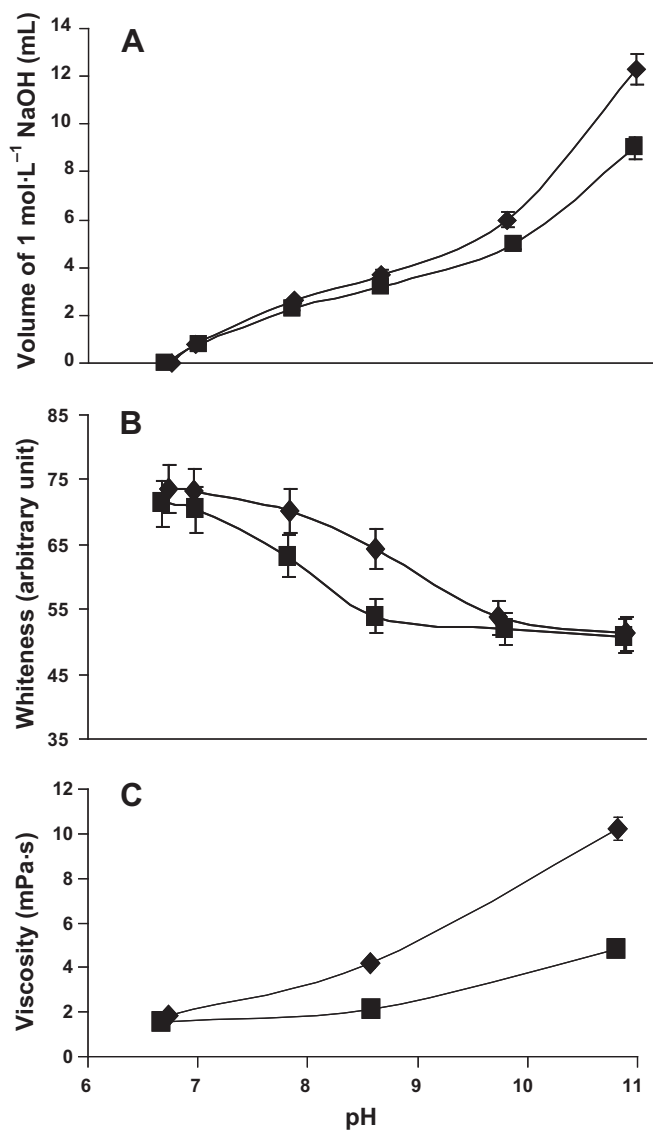 A
Volume of 1 mol·L⁻¹ NaOH (mL)
14
12
10
8
6
4
2
0
B
Whiteness (arbitrary unit)
85
75
65
55
45
35
C
Viscosity (mPa·s)
12
10
8
6
4
2
0
6 7 8 9 10 11
pH